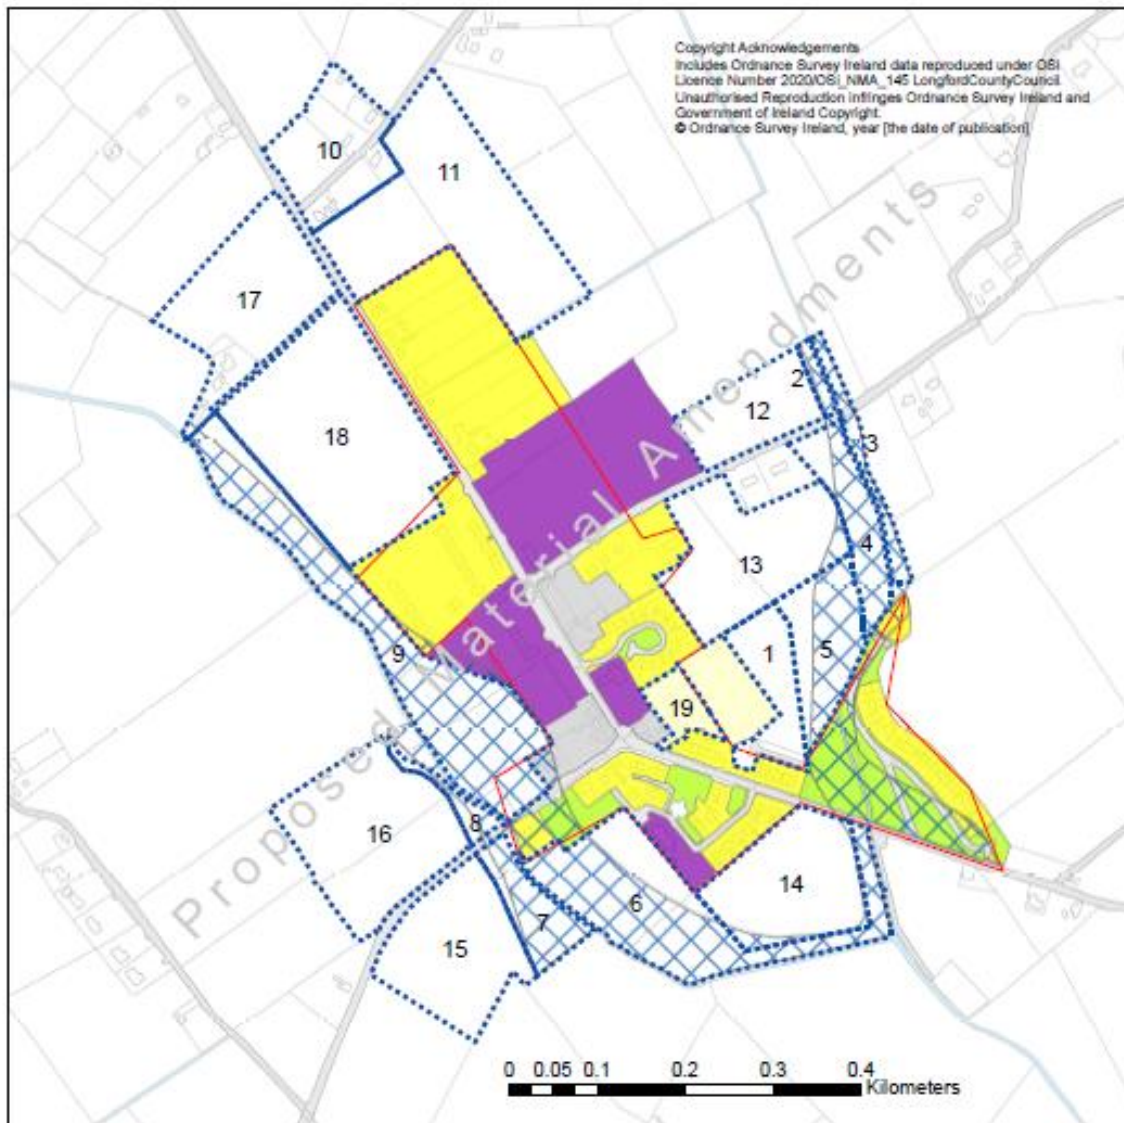 Copyright Acknowledgements
Includes Ordnance Survey Ireland data reproduced under OSi
Licence Number 2020/OSi_NMA_145 LongfordCountyCouncil.
Unauthorised Reproduction infringes Ordnance Survey Ireland and
Government of Ireland Copyright.
© Ordnance Survey Ireland, year [the date of publication]
10
11
17
2
12
18
3
4
13
9
5
1
19
16
8
14
6
7
15
Proposed Material Amendments
0 0.05 0.1 0.2 0.3 0.4
Kilometers